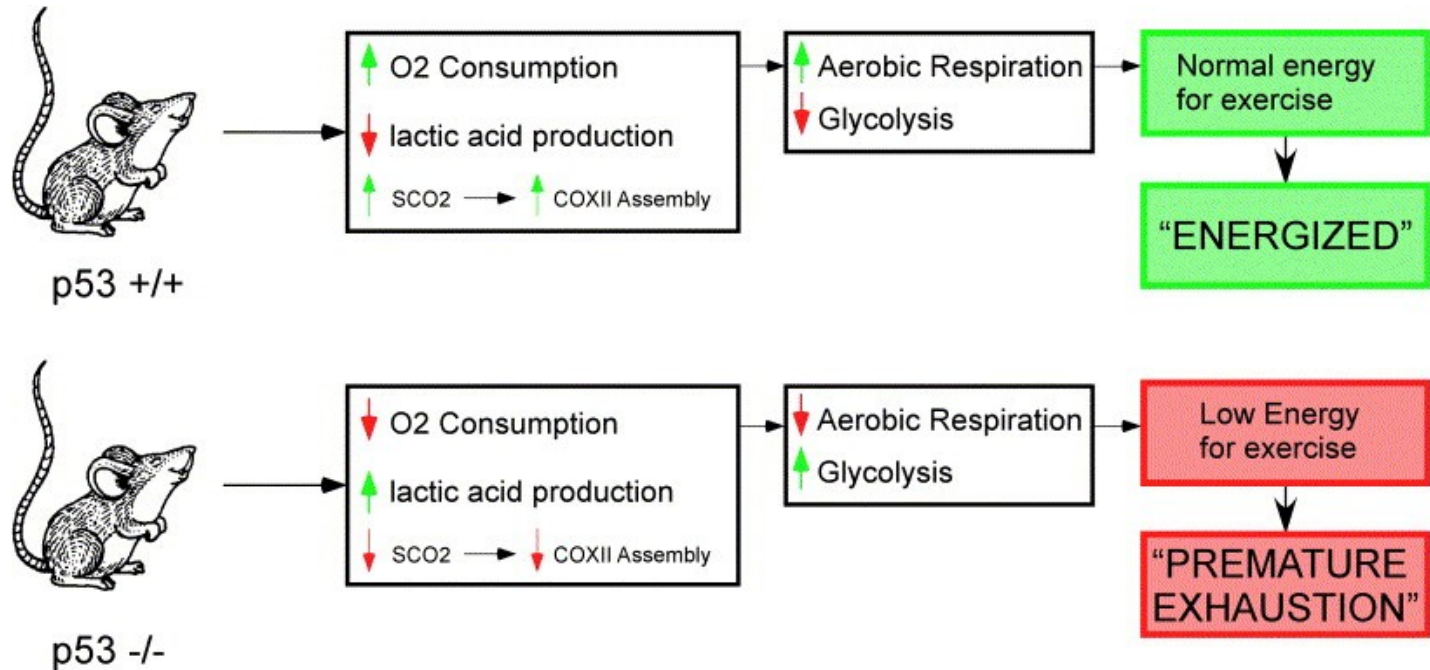 O2 Consumption
lactic acid production
SCO2 COXII Assembly
Aerobic Respiration
Glycolysis
Normal energy
for exercise
“ENERGIZED”
p53 +/+
O2 Consumption
lactic acid production
SCO2 COXII Assembly
Aerobic Respiration
Glycolysis
Low Energy
for exercise
“PREMATURE
EXHAUSTION”
p53 -/-